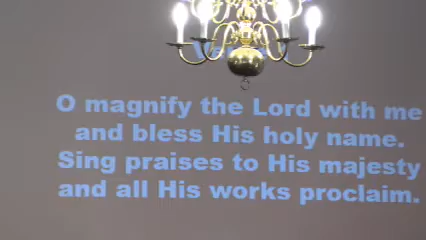 O magnify the Lord with me
and bless His holy name.
Sing praises to His majesty
and all His works proclaim.